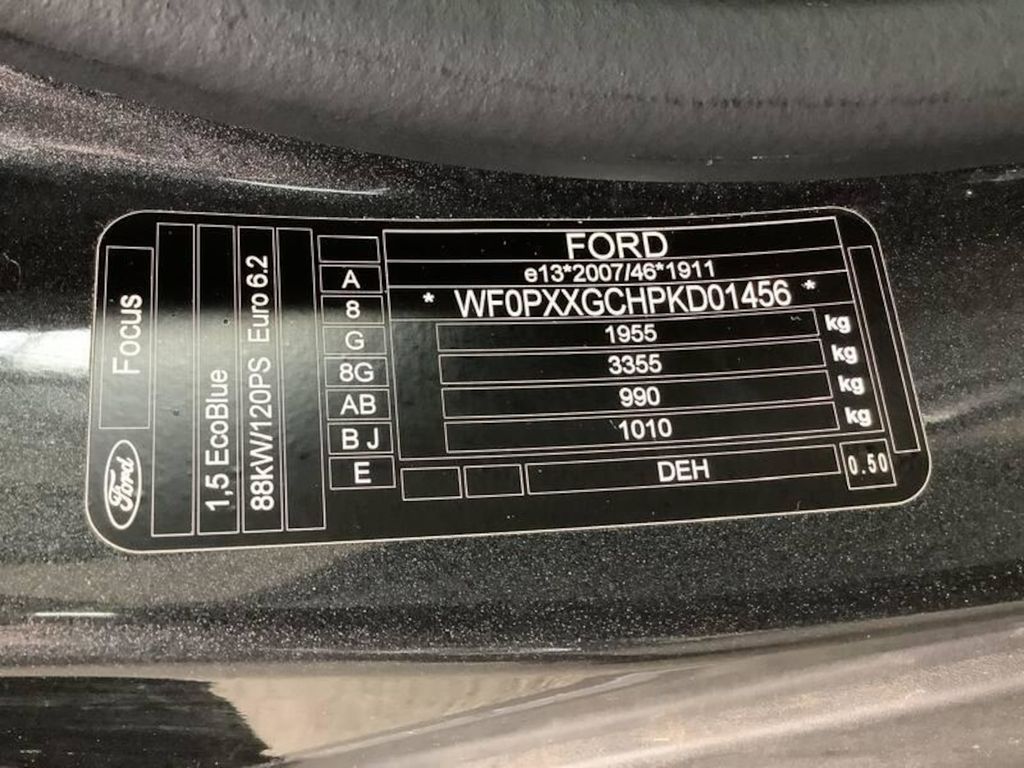 FORD
e13*2007/46*1911
* WF0PXXGCHPKD01456 *
1955 kg
3355 kg
990 kg
1010 kg
DEH
0.50
A
8
G
8G
AB
B J
E
Focus
Ford
1,5 EcoBlue
88kW/120PS Euro 6.2